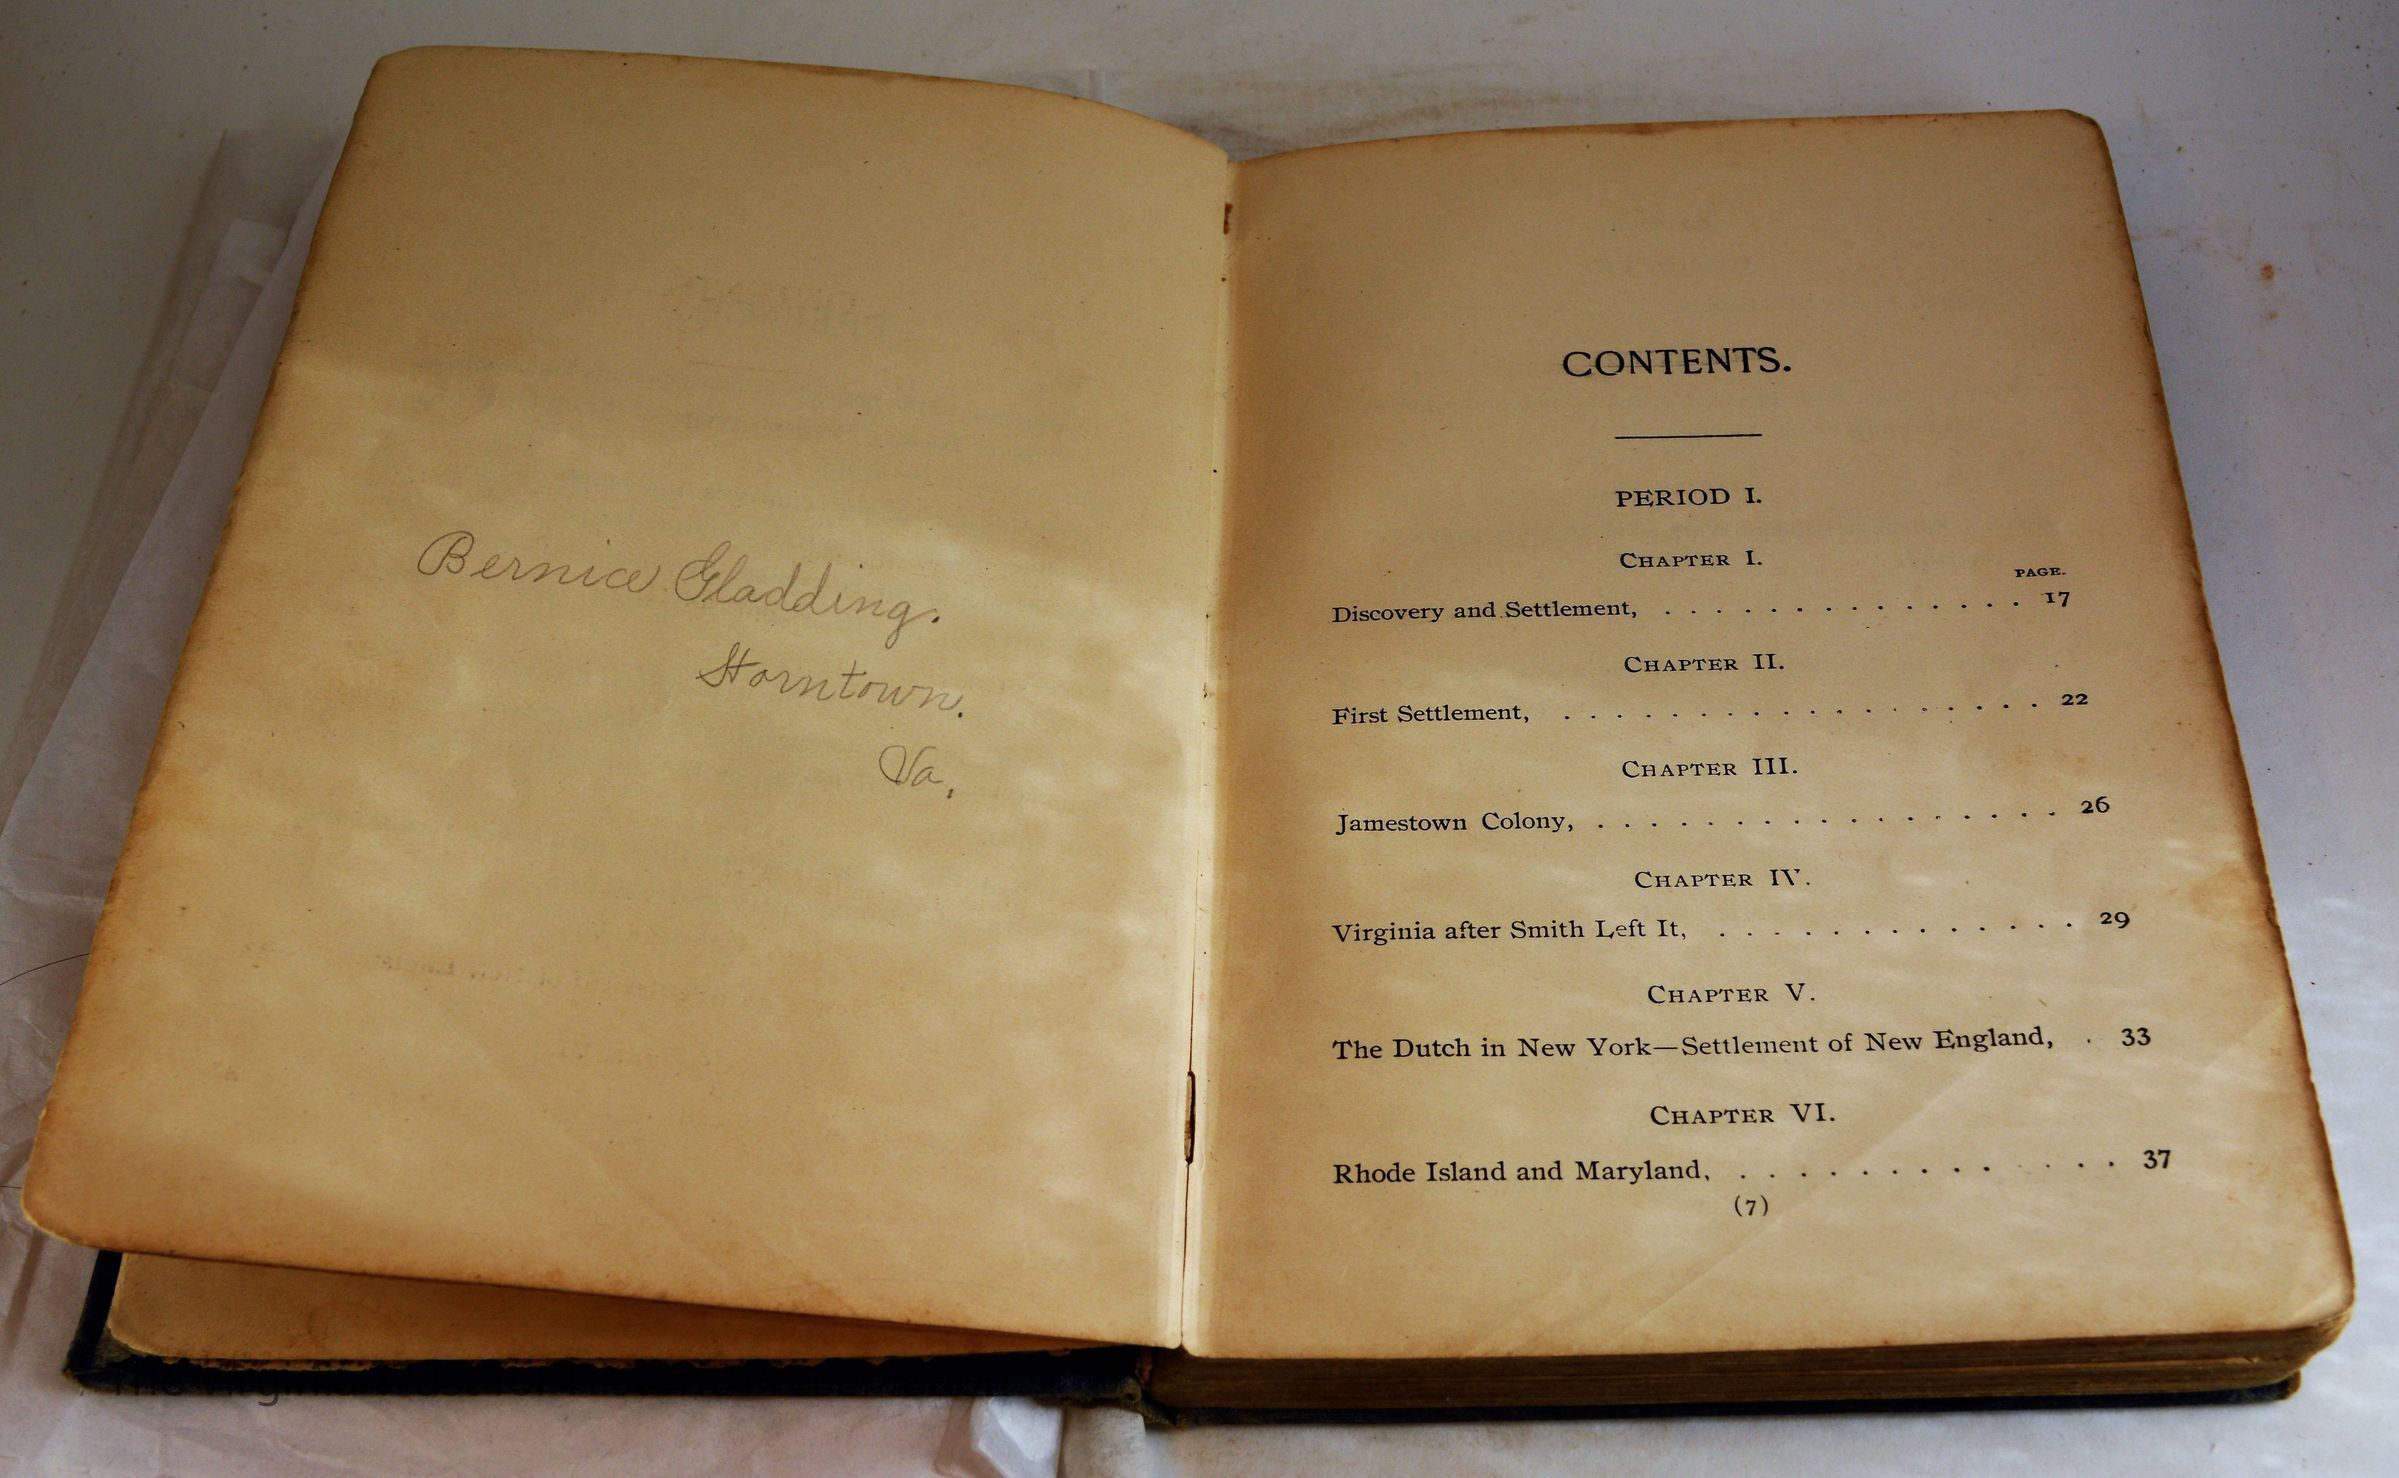 Bernice Gladding.
Horntown.
Va.
CONTENTS.
PERIOD I.
CHAPTER I.
PAGE.
Discovery and Settlement, . . . . . . . . . . . . . . 17
CHAPTER II.
First Settlement, . . . . . . . . . . . . . . . . . . 22
CHAPTER III.
Jamestown Colony, . . . . . . . . . . . . . . . . . 26
CHAPTER IV.
Virginia after Smith Left It, . . . . . . . . . . . . . 29
CHAPTER V.
The Dutch in New York—Settlement of New England, . 33
CHAPTER VI.
Rhode Island and Maryland, . . . . . . . . . . . . . 37
(7)